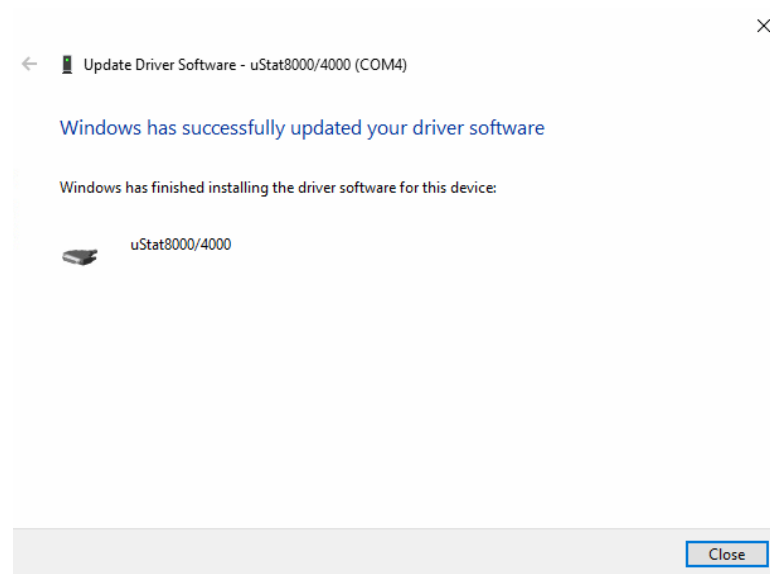 Update Driver Software - uStat8000/4000 (COM4)
Windows has successfully updated your driver software
Windows has finished installing the driver software for this device:
uStat8000/4000
Close